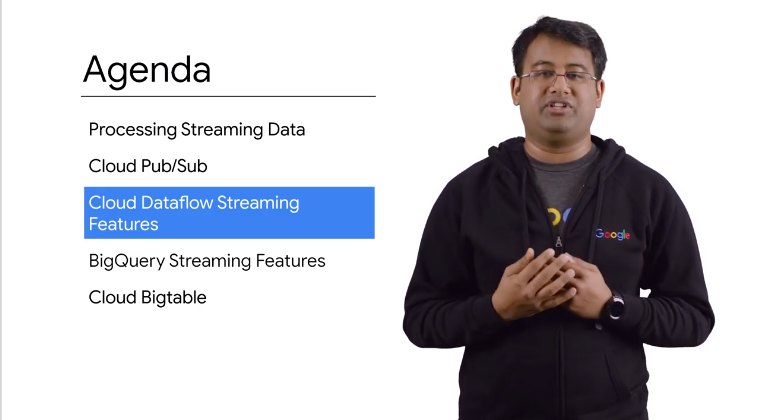 Agenda
Processing Streaming Data
Cloud Pub/Sub
Cloud Dataflow Streaming
Features
BigQuery Streaming Features
Cloud Bigtable
Google